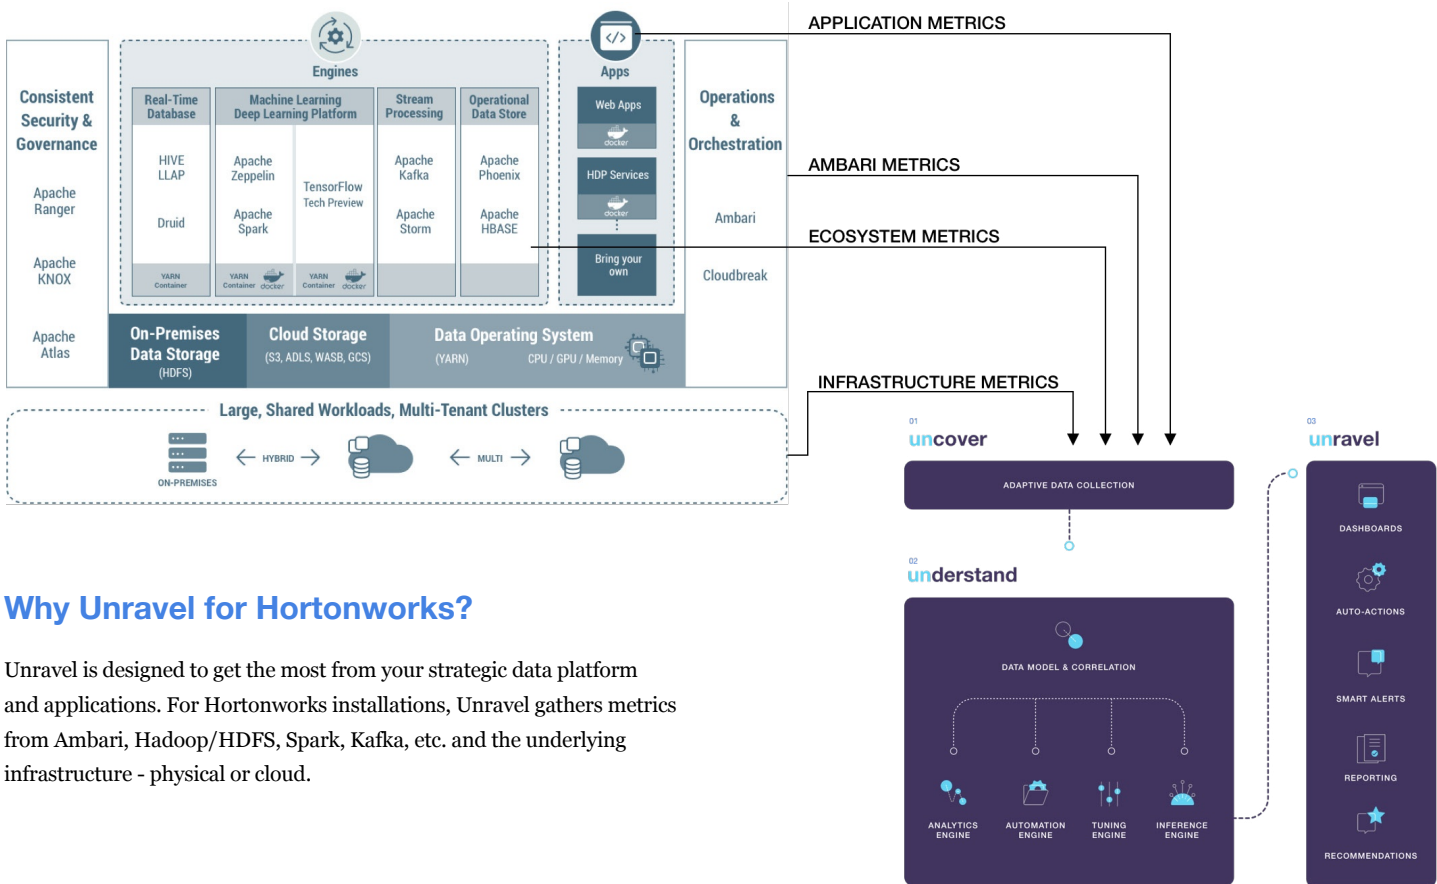 Consistent
Security &
Governance
Apache
Ranger
Apache
KNOX
Apache
Atlas
Engines
Real-Time
Database
HIVE
LLAP
Druid
YARN
Container
Machine Learning
Deep Learning Platform
Apache
Zeppelin
Apache
Spark
YARN
Container docker
TensorFlow
Tech Preview
YARN
Container docker
Stream
Processing
Apache
Kafka
Apache
Storm
Operational
Data Store
Apache
Phoenix
Apache
HBASE
Apps
Web Apps
docker
HDP Services
docker
Bring your
own
Operations
&
Orchestration
Ambari
Cloudbreak
On-Premises
Data Storage
(HDFS)
Cloud Storage
(S3, ADLS, WASB, GCS)
Data Operating System
(YARN) CPU / GPU / Memory
Large, Shared Workloads, Multi-Tenant Clusters
ON-PREMISES
HYBRID
MULTI
APPLICATION METRICS
AMBARI METRICS
ECOSYSTEM METRICS
INFRASTRUCTURE METRICS
01
uncover
ADAPTIVE DATA COLLECTION
02
understand
DATA MODEL & CORRELATION
ANALYTICS
ENGINE
AUTOMATION
ENGINE
TUNING
ENGINE
INFERENCE
ENGINE
03
unravel
DASHBOARDS
AUTO-ACTIONS
SMART ALERTS
REPORTING
RECOMMENDATIONS
Why Unravel for Hortonworks?
Unravel is designed to get the most from your strategic data platform
and applications. For Hortonworks installations, Unravel gathers metrics
from Ambari, Hadoop/HDFS, Spark, Kafka, etc. and the underlying
infrastructure - physical or cloud.